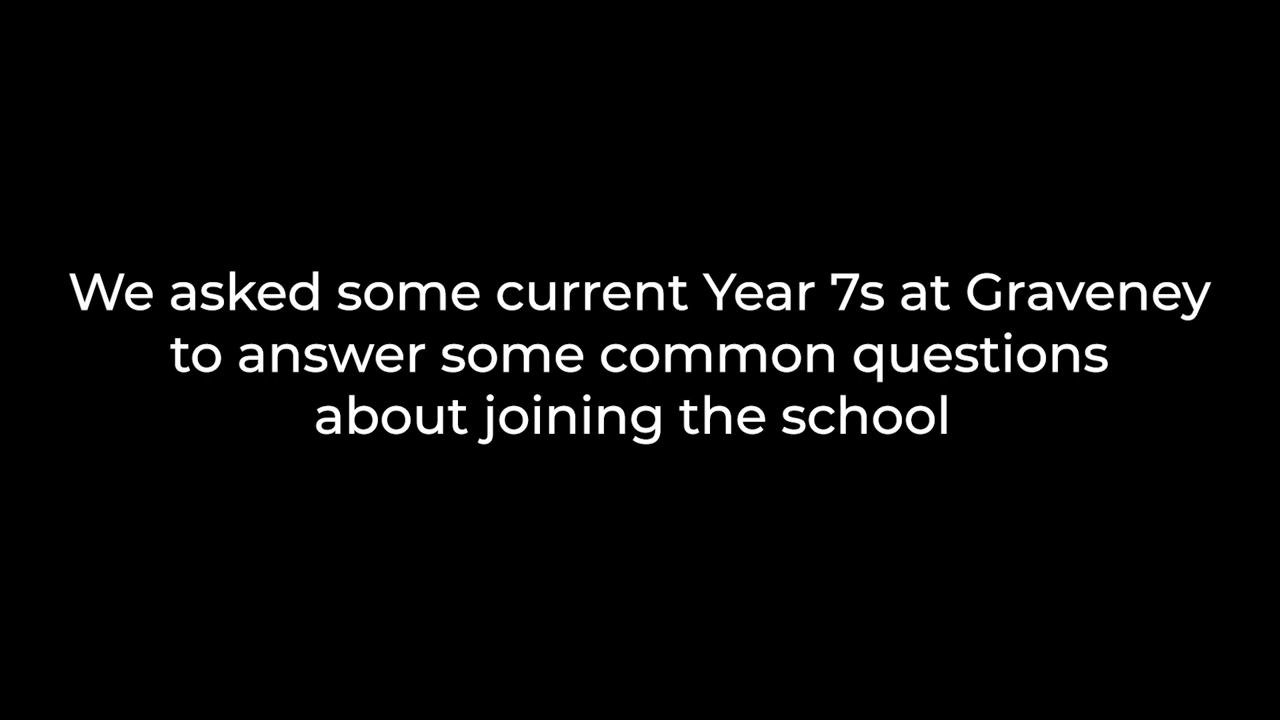 We asked some current Year 7s at Graveney
to answer some common questions
about joining the school